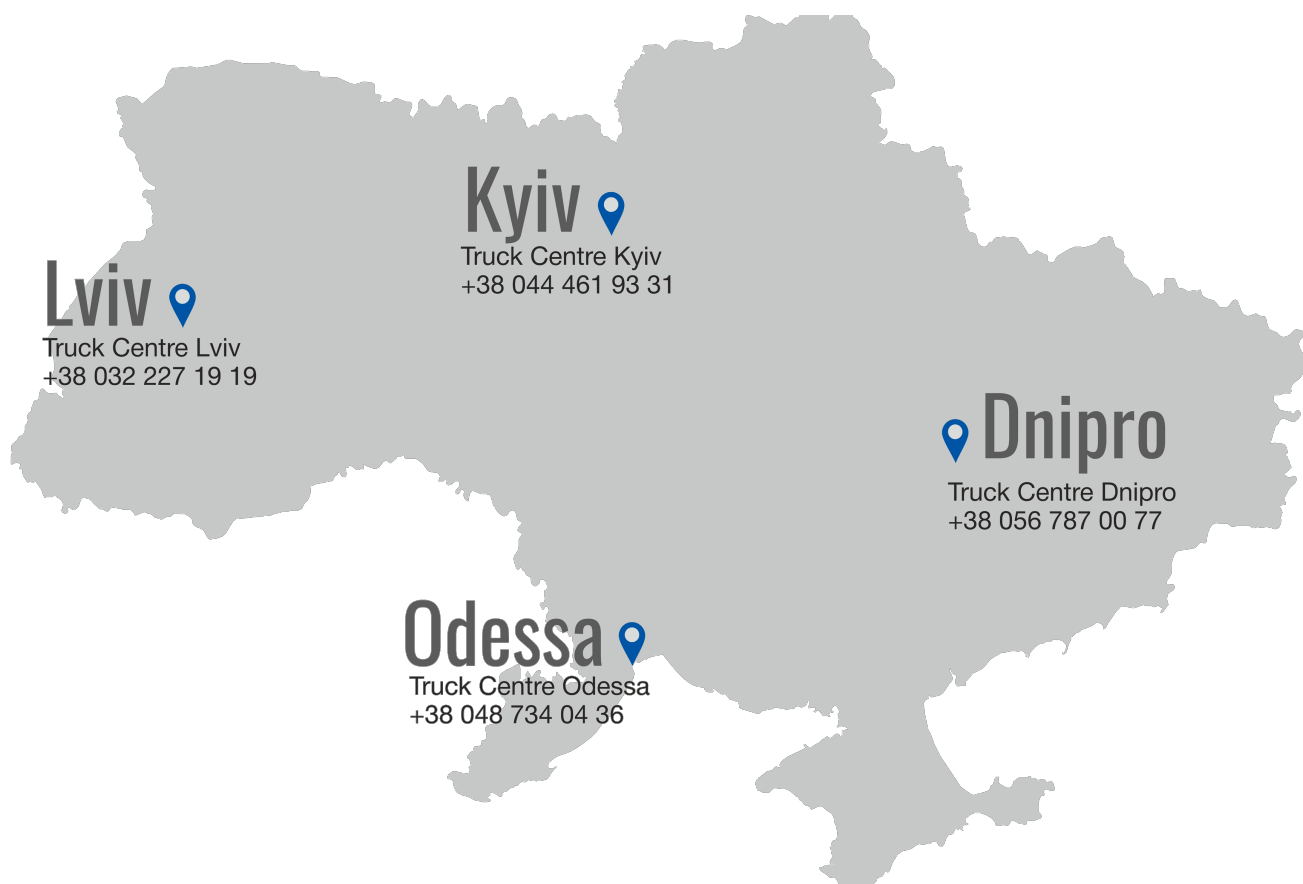 Kyiv
Truck Centre Kyiv
+38 044 461 93 31
Lviv
Truck Centre Lviv
+38 032 227 19 19
Dnipro
Truck Centre Dnipro
+38 056 787 00 77
Odessa
Truck Centre Odessa
+38 048 734 04 36